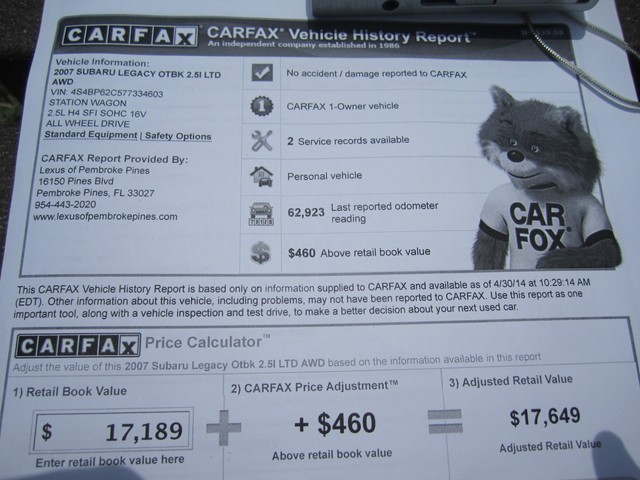 CARFAX CARFAX® Vehicle History Report™
An independent company established in 1986
Vehicle Information:
2007 SUBARU LEGACY OTBK 2.5I LTD
AWD
VIN: 4S4BP62C577334603
STATION WAGON
2.5L H4 SFI SOHC 16V
ALL WHEEL DRIVE
Standard Equipment | Safety Options
CARFAX Report Provided By:
Lexus of Pembroke Pines
16150 Pines Blvd
Pembroke Pines, FL 33027
954-443-2020
www.lexusofpembrokepines.com
No accident / damage reported to CARFAX
1
CARFAX 1-Owner vehicle
2 Service records available
Personal vehicle
62,923 Last reported odometer
reading
$
$460 Above retail book value
CAR
FOX®
This CARFAX Vehicle History Report is based only on information supplied to CARFAX and available as of 4/30/14 at 10:29:14 AM
(EDT). Other information about this vehicle, including problems, may not have been reported to CARFAX. Use this report as one
important tool, along with a vehicle inspection and test drive, to make a better decision about your next used car.
CARFAX Price Calculator™
Adjust the value of this 2007 Subaru Legacy Otbk 2.5I LTD AWD based on the information available in this report
1) Retail Book Value
$ 17,189
Enter retail book value here
+
2) CARFAX Price Adjustment™
+ $460
Above retail book value
=
3) Adjusted Retail Value
$17,649
Adjusted Retail Value